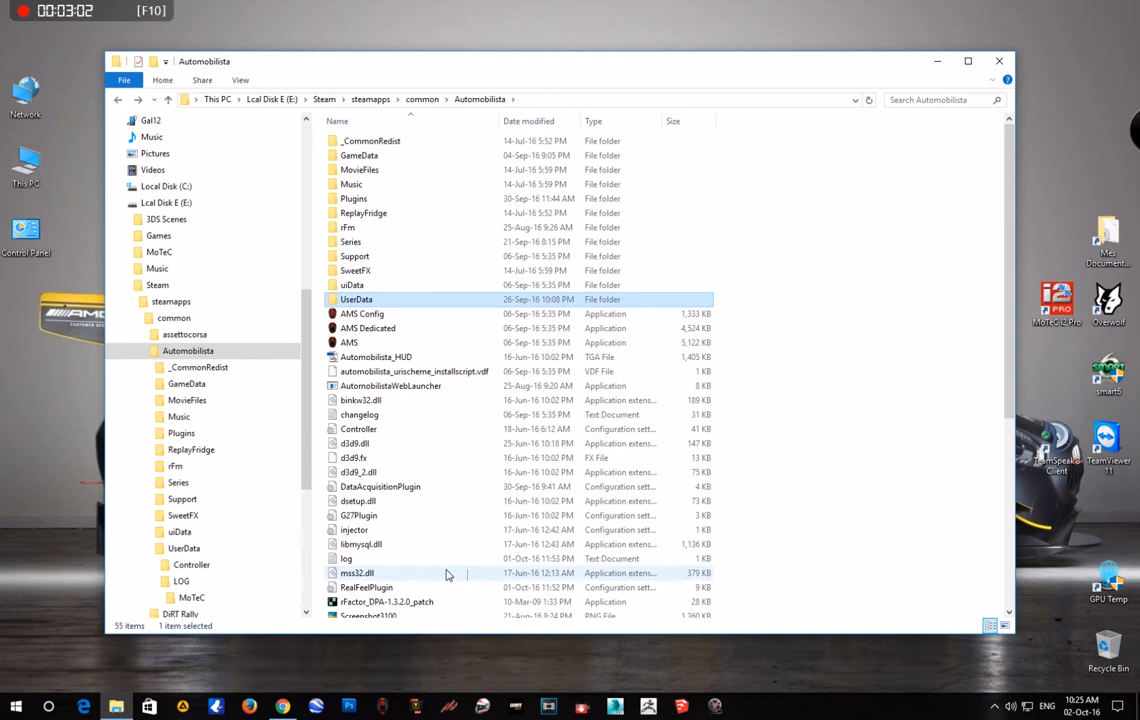 00:03:02 [F10]
Automobilista
File Home Share View
This PC Lcal Disk E (E:) Steam steamapps common Automobilista
Search Automobilista
Name Date modified Type Size
_CommonRedist 14-Jul-16 5:52 PM File folder
GameData 04-Sep-16 9:05 PM File folder
MovieFiles 14-Jul-16 5:59 PM File folder
Music 14-Jul-16 5:59 PM File folder
Plugins 30-Sep-16 11:44 AM File folder
ReplayFridge 14-Jul-16 5:52 PM File folder
rFm 25-Aug-16 9:26 AM File folder
Series 21-Sep-16 8:15 PM File folder
Support 06-Sep-16 5:35 PM File folder
SweetFX 14-Jul-16 5:59 PM File folder
uiData 06-Sep-16 5:35 PM File folder
UserData 26-Sep-16 10:08 PM File folder
AMS Config 06-Sep-16 5:35 PM Application 1,333 KB
AMS Dedicated 06-Sep-16 5:35 PM Application 4,524 KB
AMS 06-Sep-16 5:35 PM Application 5,122 KB
Automobilista_HUD 16-Jun-16 10:02 PM TGA File 1,405 KB
automobilista_urischeme_installscript.vdf 06-Sep-16 5:35 PM VDF File 1 KB
AutomobilistaWebLauncher 25-Aug-16 9:20 AM Application 8 KB
binkw32.dll 16-Jun-16 10:02 PM Application extens... 189 KB
changelog 06-Sep-16 5:35 PM Text Document 31 KB
Controller 18-Jun-16 6:12 AM Configuration sett... 41 KB
d3d9.dll 25-Jun-16 10:18 PM Application extens... 147 KB
d3d9.fx 16-Jun-16 10:02 PM FX File 13 KB
d3d9_2.dll 16-Jun-16 10:02 PM Application extens... 75 KB
DataAcquisitionPlugin 30-Sep-16 9:41 AM Configuration sett... 4 KB
dsetup.dll 16-Jun-16 10:02 PM Application extens... 73 KB
G27Plugin 16-Jun-16 10:02 PM Configuration sett... 3 KB
injector 17-Jun-16 12:42 AM Configuration sett... 1 KB
libmysql.dll 17-Jun-16 12:43 AM Application extens... 1,136 KB
log 01-Oct-16 11:53 PM Text Document 1 KB
mss32.dll 17-Jun-16 12:13 AM Application extens... 379 KB
RealFeelPlugin 01-Oct-16 11:52 PM Configuration sett... 9 KB
rFactor_DPA-1.3.2.0_patch 10-Mar-09 1:33 PM Application 28 KB
Screenshot3100 21-Aug-16 8:24 PM PNG File 1,360 KB
Gal12
Music
Pictures
Videos
Local Disk (C:)
Lcal Disk E (E:)
3DS Scenes
Games
MoTeC
Music
Steam
steamapps
common
assettocorsa
Automobilista
_CommonRedist
GameData
MovieFiles
Music
Plugins
ReplayFridge
rFm
Series
Support
SweetFX
uiData
UserData
Controller
LOG
MoTeC
DiRT Rally
55 items 1 item selected
Network
This PC
Control Panel
Mes
Document...
MoTeC i2 Pro
Overwolf
smart6
TeamSpeak
Client
TeamViewer
11
GPU Temp
Recycle Bin
ENG
10:25 AM
02-Oct-16